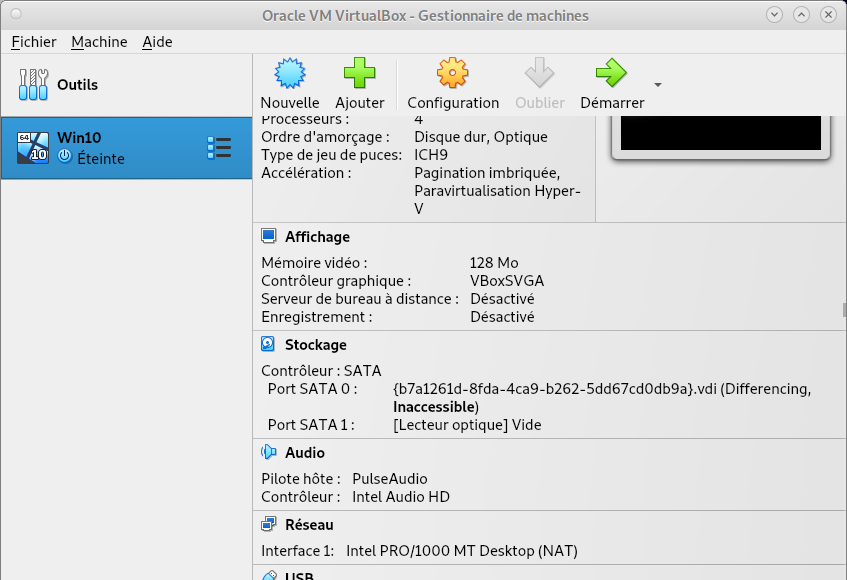 Oracle VM VirtualBox - Gestionnaire de machines
Fichier Machine Aide
Outils
Nouvelle Ajouter Configuration Oublier Démarrer
64
10
Win10
Éteinte
Processeurs : 4
Ordre d'amorçage : Disque dur, Optique
Type de jeu de puces: ICH9
Accélération : Pagination imbriquée,
Paravirtualisation Hyper-
V
Affichage
Mémoire vidéo : 128 Mo
Contrôleur graphique : VBoxSVGA
Serveur de bureau à distance : Désactivé
Enregistrement : Désactivé
Stockage
Contrôleur : SATA
Port SATA 0 : {b7a1261d-8fda-4ca9-b262-5dd67cd0db9a}.vdi (Differencing,
Inaccessible)
Port SATA 1 : [Lecteur optique] Vide
Audio
Pilote hôte : PulseAudio
Contrôleur : Intel Audio HD
Réseau
Interface 1: Intel PRO/1000 MT Desktop (NAT)
USB